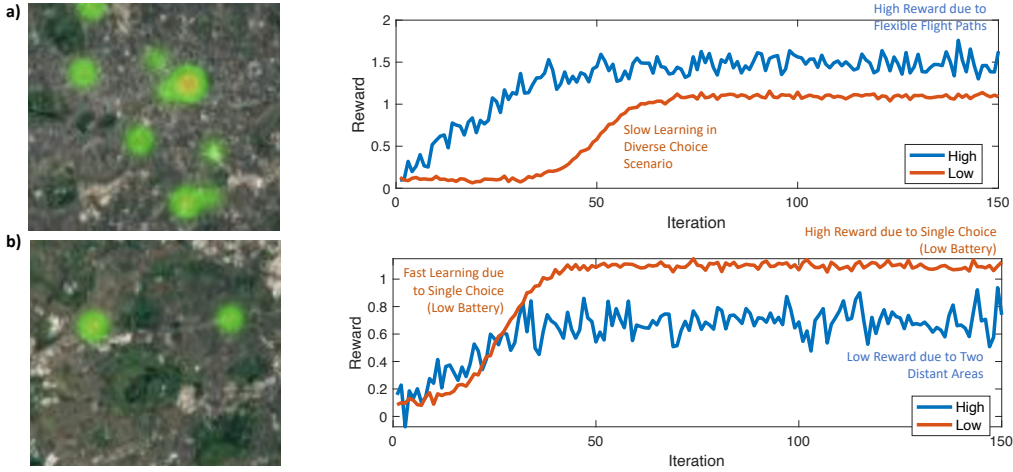 a)
High Reward due to
Flexible Flight Paths
2
1.5
1
0.5
0
Reward
Slow Learning in
Diverse Choice
Scenario
High
Low
0
50
100
150
Iteration
b)
High Reward due to Single Choice
(Low Battery)
Fast Learning due
to Single Choice
(Low Battery)
1
0.8
0.6
0.4
0.2
0
Reward
Low Reward due to Two
Distant Areas
High
Low
0
50
100
150
Iteration